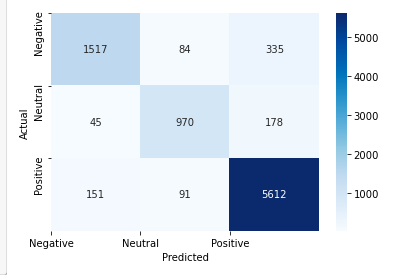 Negative
1517 84 335
5000
4000
Neutral
Actual
45 970 178
3000
2000
Positive
151 91 5612
1000
Negative Neutral Positive
Predicted